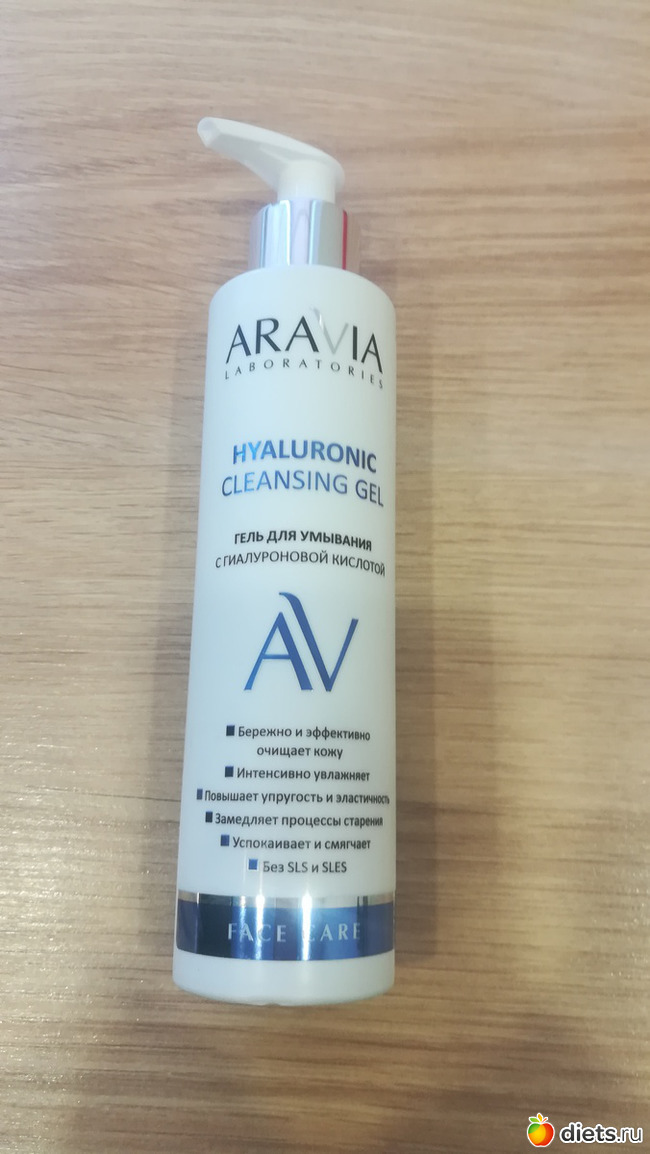 ARAVIA
LABORATORIES
HYALURONIC
CLEANSING GEL
ГЕЛЬ ДЛЯ УМЫВАНИЯ
С ГИАЛУРОНОВОЙ КИСЛОТОЙ
AV
Бережно и эффективно
очищает кожу
Интенсивно увлажняет
Повышает упругость и эластичность
Замедляет процессы старения
Успокаивает и смягчает
Без SLS и SLES
FACE CARE
diets.ru